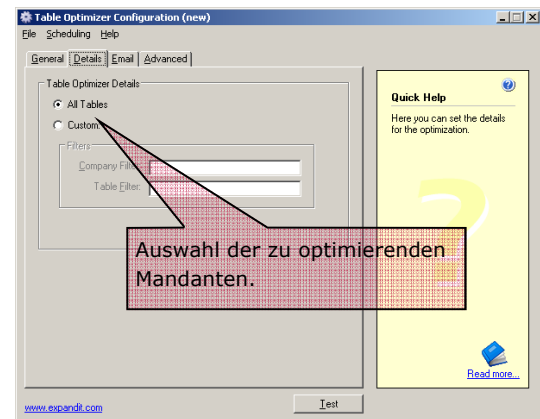 Table Optimizer Configuration (new)
File Scheduling Help
General Details Email Advanced
Table Optimizer Details
All Tables
Custom:
Filters
Company Filter:
Table Filter:
Auswahl der zu optimierenden
Mandanten.
Quick Help
Here you can set the details
for the optimization.
Read more...
www.expandit.com
Test